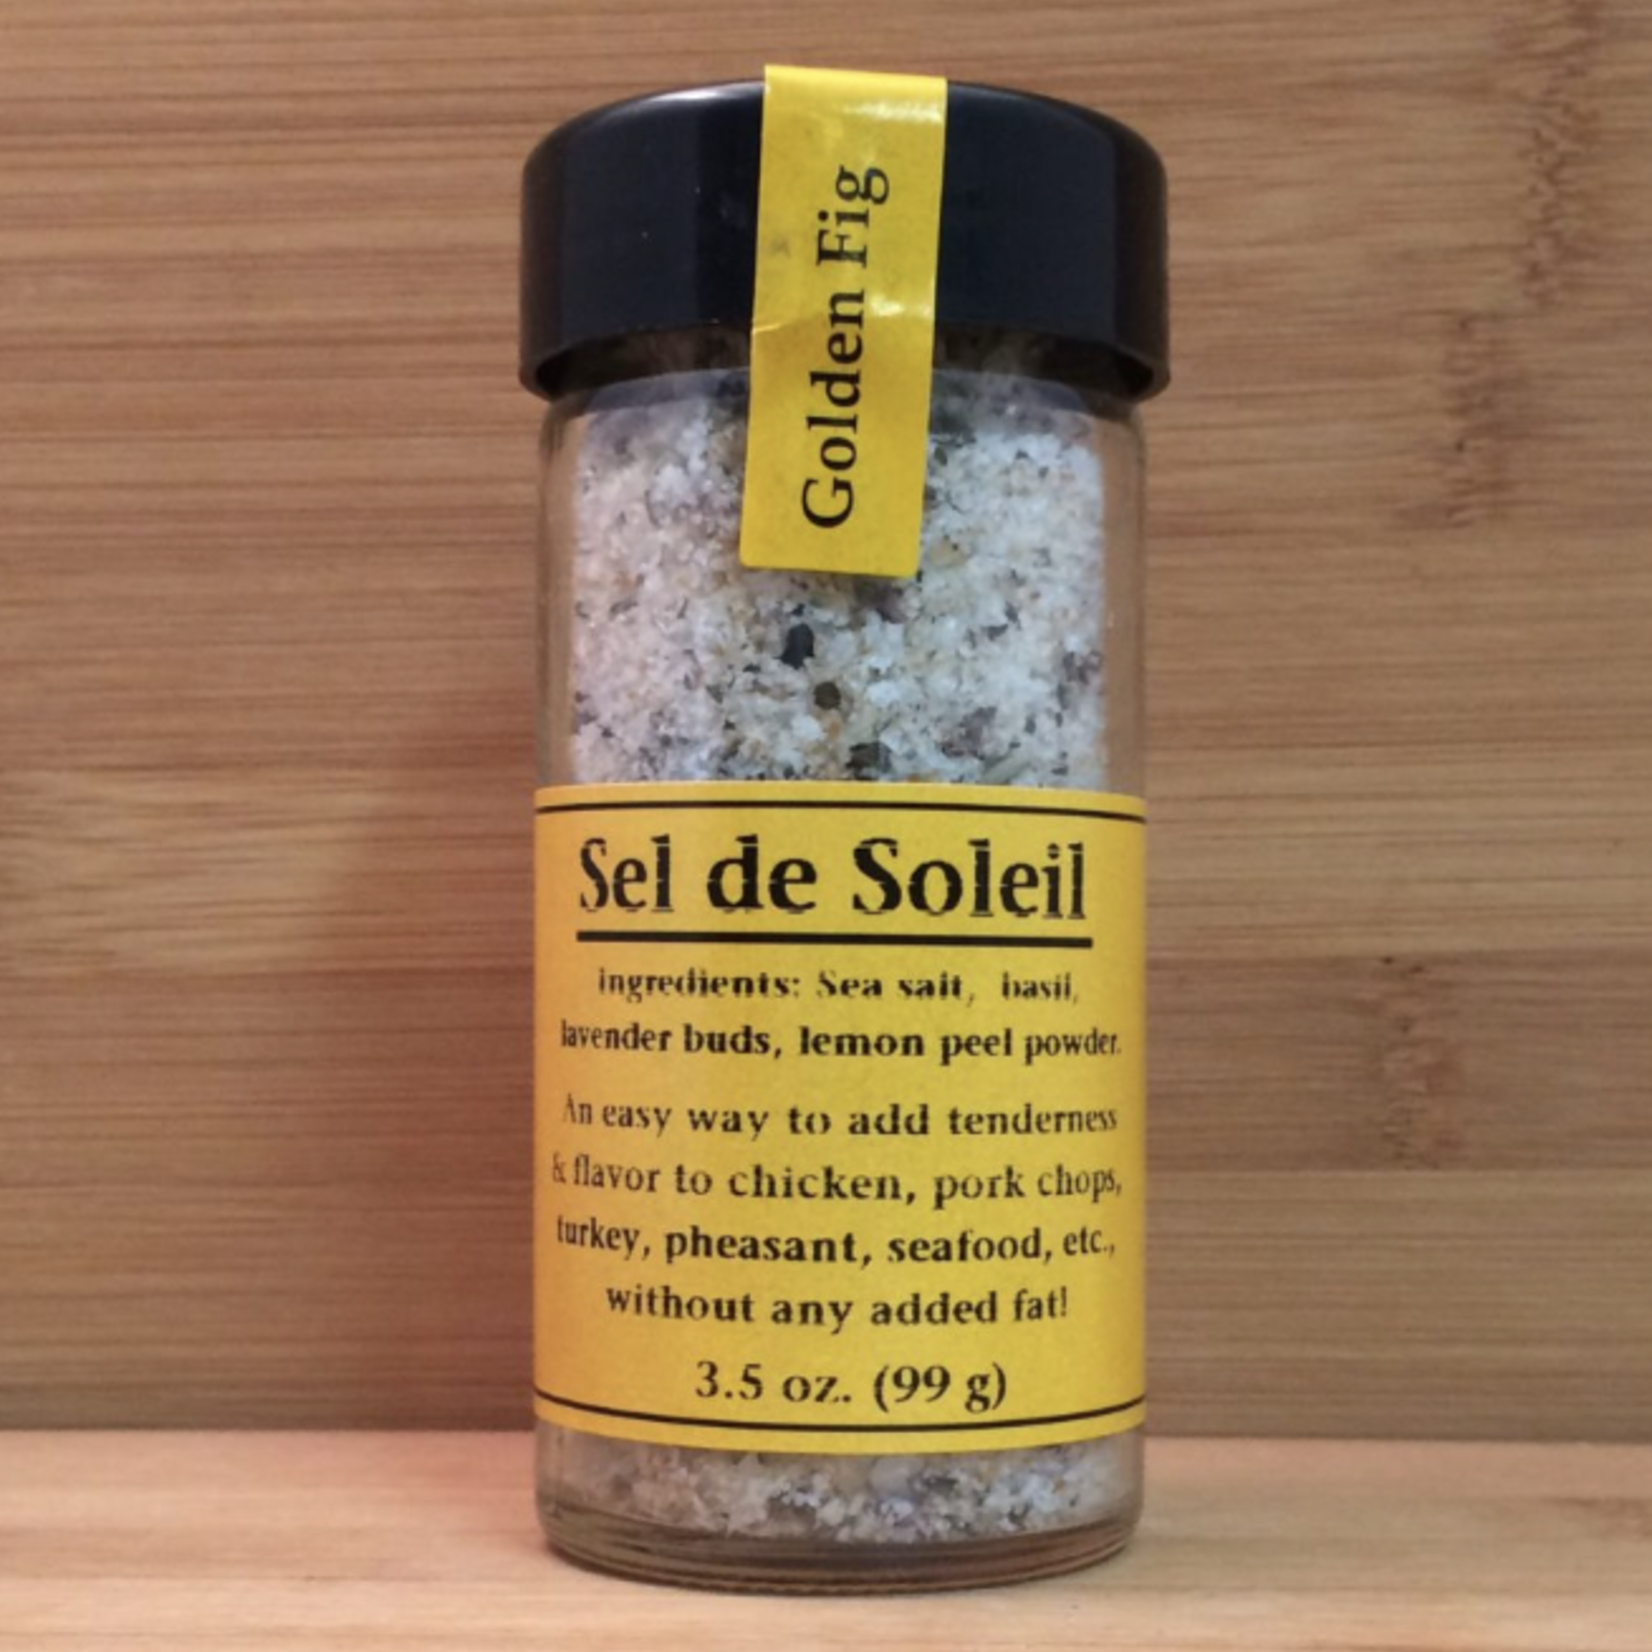 Golden Fig
Sel de Soleil
ingredients: Sea salt, basil,
lavender buds, lemon peel powder.
An easy way to add tenderness
& flavor to chicken, pork chops,
turkey, pheasant, seafood, etc.,
without any added fat!
3.5 oz. (99 g)